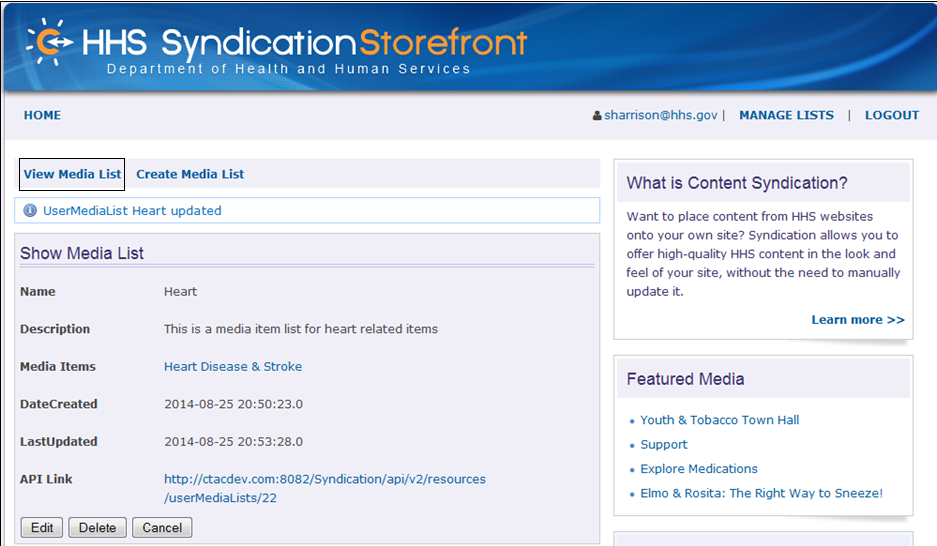 HHS SyndicationStorefront
Department of Health and Human Services
HOME
sharrison@hhs.gov | MANAGE LISTS | LOGOUT
View Media List Create Media List
UserMediaList Heart updated
Show Media List
Name Heart
Description This is a media item list for heart related items
Media Items Heart Disease & Stroke
DateCreated 2014-08-25 20:50:23.0
LastUpdated 2014-08-25 20:53:28.0
API Link http://ctacdev.com:8082/Syndication/api/v2/resources
/userMediaLists/22
Edit Delete Cancel
What is Content Syndication?
Want to place content from HHS websites
onto your own site? Syndication allows you to
offer high-quality HHS content in the look and
feel of your site, without the need to manually
update it.
Learn more >>
Featured Media
Youth & Tobacco Town Hall
Support
Explore Medications
Elmo & Rosita: The Right Way to Sneeze!